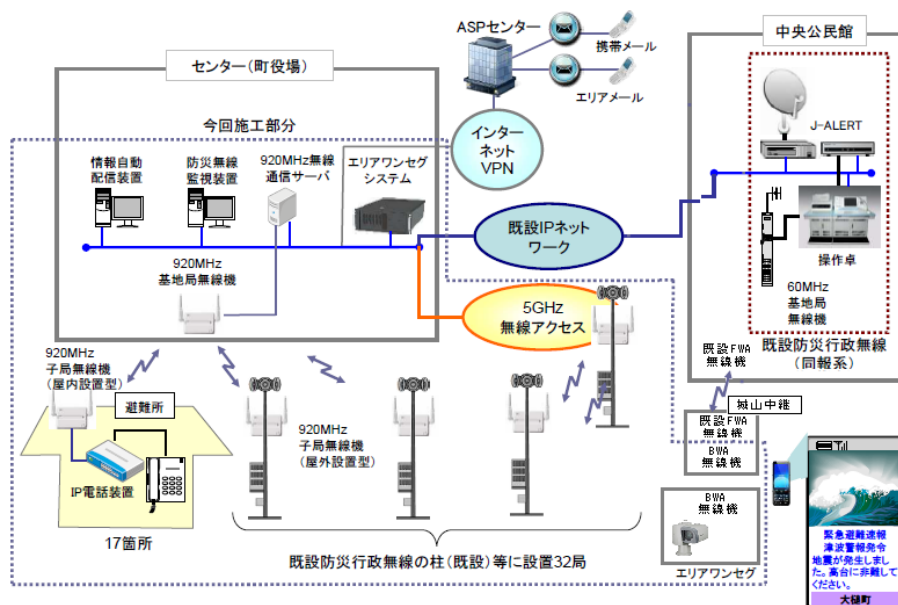 ASPセンター
携帯メール
エリアメール
インター
ネット
VPN
センター(町役場)
今回施工部分
情報自動
配信装置
防災無線
監視装置
920MHz無線
通信サーバ
エリアワンセグ
システム
920MHz
基地局無線機
既設IPネット
ワーク
5GHz
無線アクセス
中央公民館
J-ALERT
操作卓
60MHz
基地局
無線機
既設防災行政無線
(同報系)
既設FWA
無線機
城山中継
既設FWA
無線機
BWA
無線機
BWA
無線機
エリアワンセグ
920MHz
子局無線機
(屋内設置型)
避難所
IP電話装置
17箇所
920MHz
子局無線機
(屋外設置型)
既設防災行政無線の柱(既設)等に設置32局
緊急避難速報
津波警報発令
地震が発生しまし
た。高台に非難して
ください。
大槌町